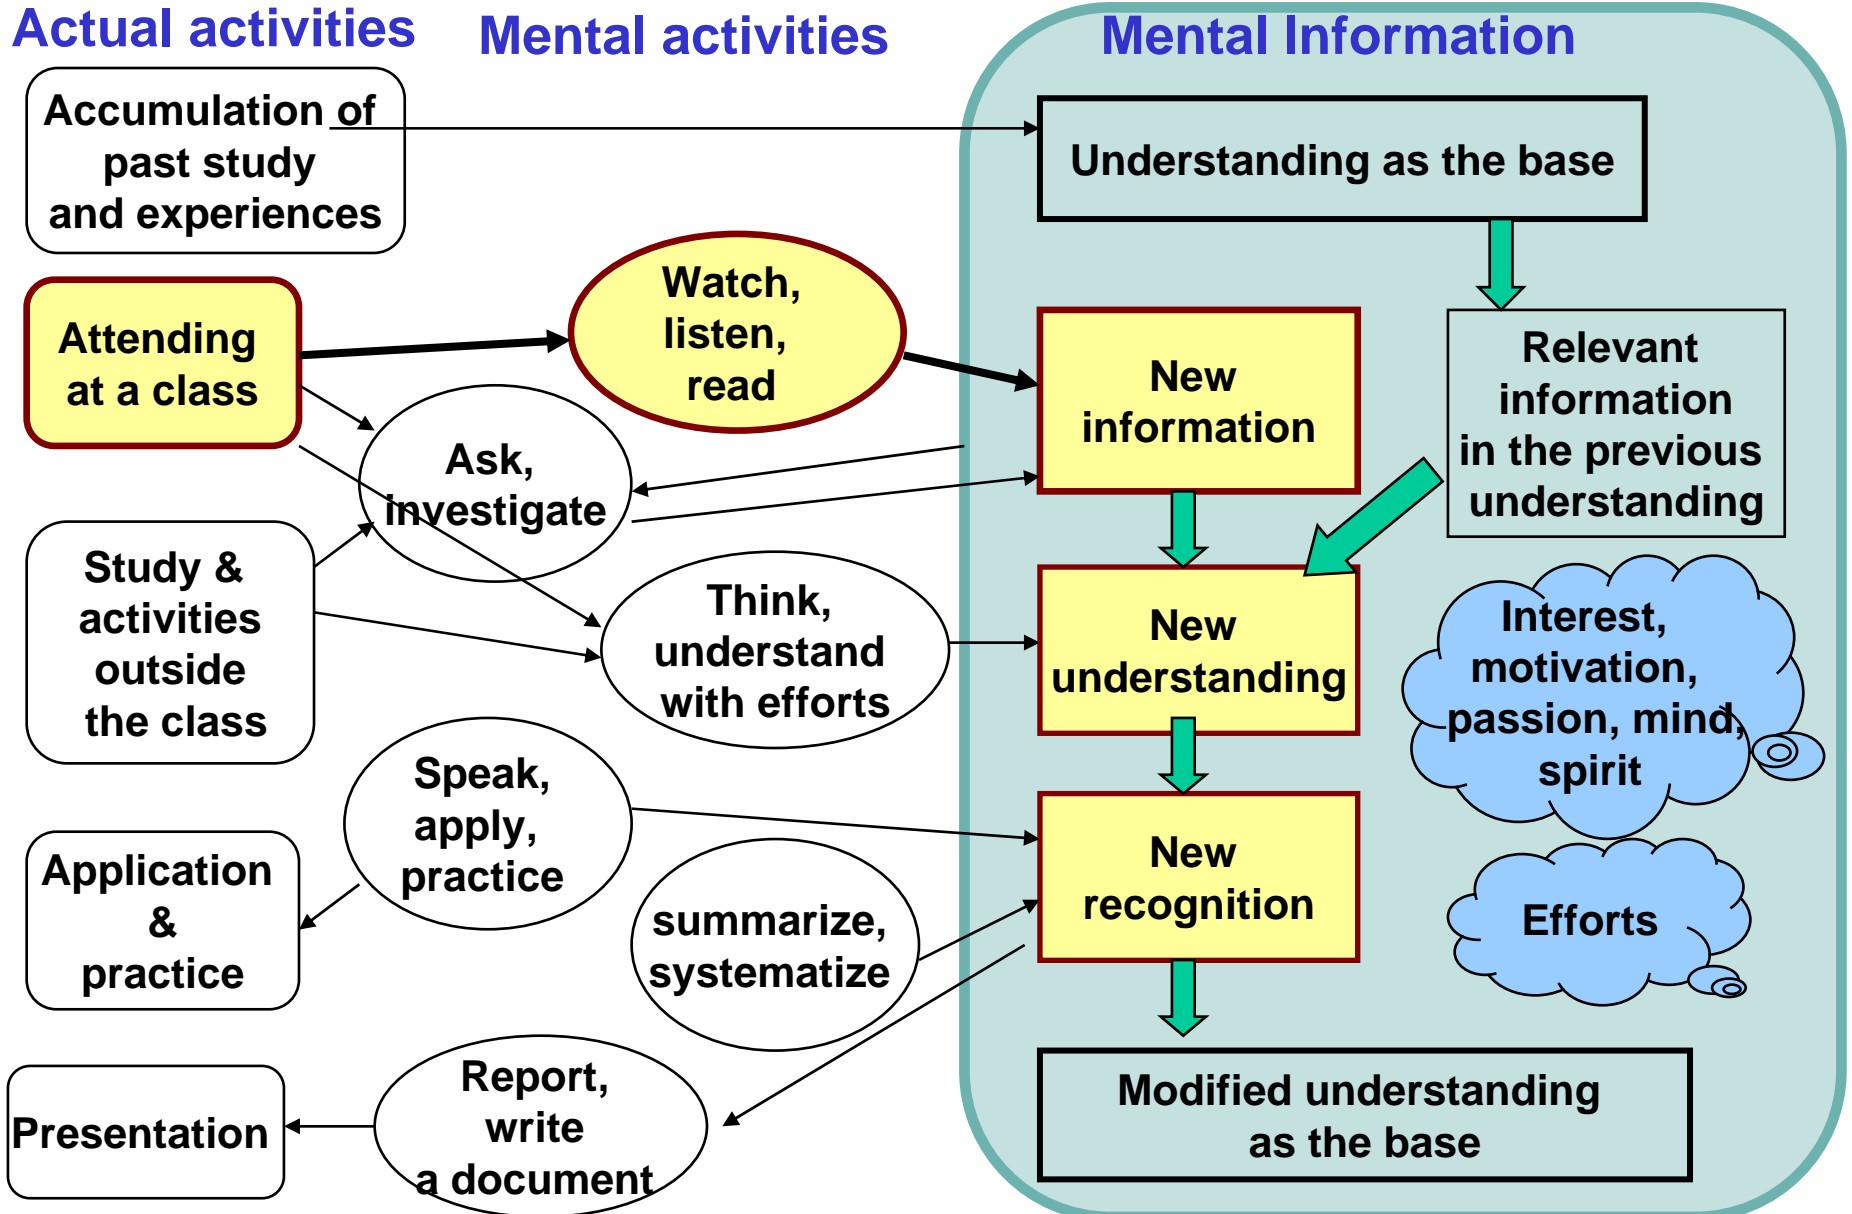 Actual activities
Mental activities
Mental Information
Accumulation of
past study
and experiences
Understanding as the base
Attending
at a class
Watch,
listen,
read
New
information
Relevant
information
in the previous
understanding
Ask,
investigate
Study &
activities
outside
the class
Think,
understand
with efforts
New
understanding
Interest,
motivation,
passion, mind,
spirit
Speak,
apply,
practice
Application
&
practice
summarize,
systematize
New
recognition
Efforts
Presentation
Report,
write
a document
Modified understanding
as the base